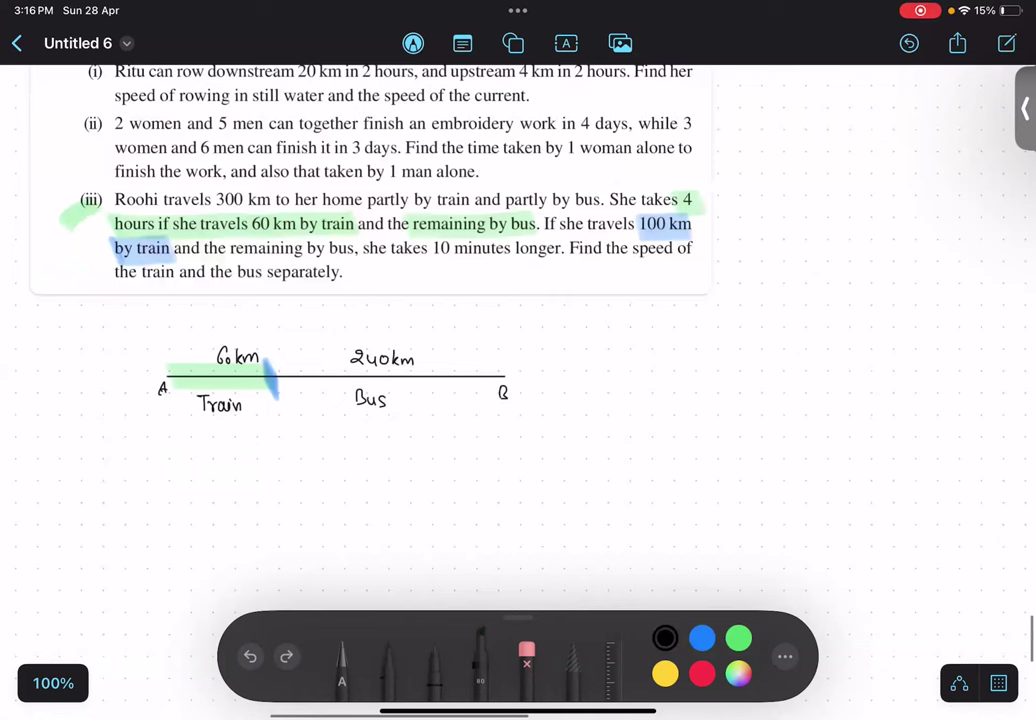 3:16 PM Sun 28 Apr
15%
Untitled 6
A
(i) Ritu can row downstream 20 km in 2 hours, and upstream 4 km in 2 hours. Find her
speed of rowing in still water and the speed of the current.
(ii) 2 women and 5 men can together finish an embroidery work in 4 days, while 3
women and 6 men can finish it in 3 days. Find the time taken by 1 woman alone to
finish the work, and also that taken by 1 man alone.
(iii) Roohi travels 300 km to her home partly by train and partly by bus. She takes 4
hours if she travels 60 km by train and the remaining by bus. If she travels 100 km
by train and the remaining by bus, she takes 10 minutes longer. Find the speed of
the train and the bus separately.
60km 240km
A B
Train Bus
A
80
100%